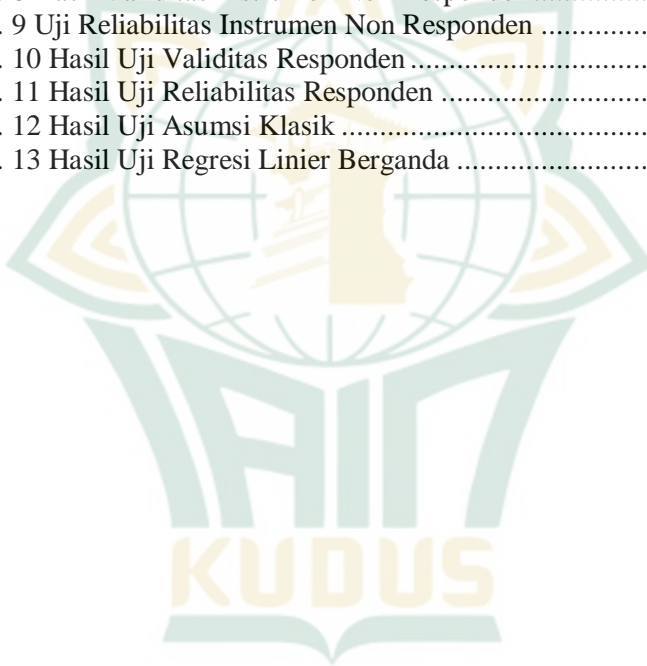 . 9 Uji Reliabilitas Instrumen Non Responden ..............
. 10 Hasil Uji Validitas Responden ...............................
. 11 Hasil Uji Reliabilitas Responden ...........................
. 12 Hasil Uji Asumsi Klasik ........................................
. 13 Hasil Uji Regresi Linier Berganda .........................
IAIN
KUDUS